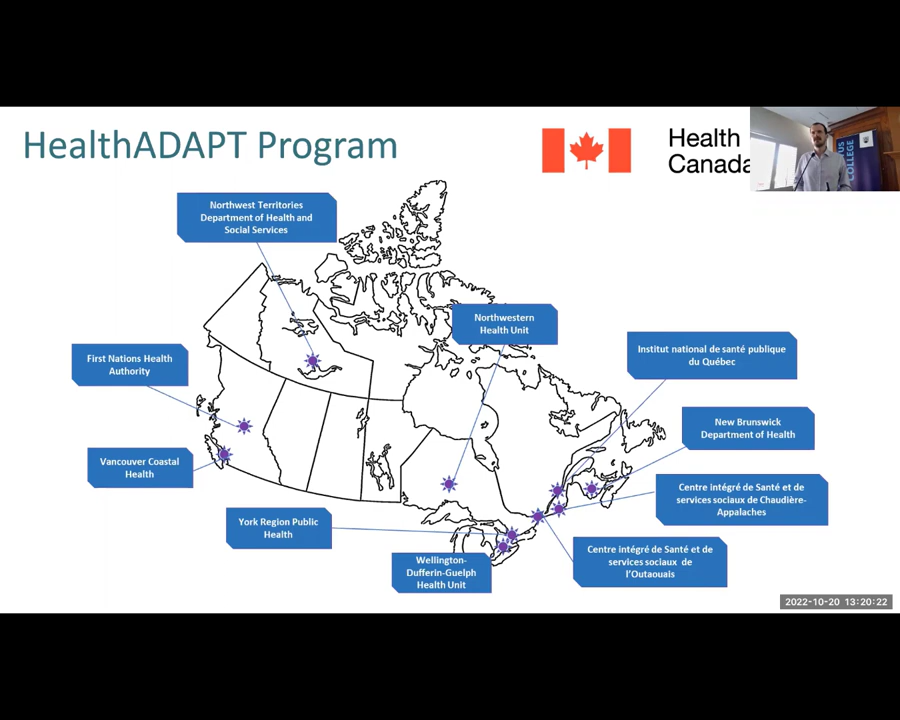 HealthADAPT Program
Health
Canada
US
COLLEGE
Northwest Territories
Department of Health and
Social Services
Northwestern
Health Unit
Institut national de santé publique
du Québec
First Nations Health
Authority
New Brunswick
Department of Health
Vancouver Coastal
Health
Centre intégré de Santé et de
services sociaux de Chaudière-
Appalaches
York Region Public
Health
Centre intégré de Santé et de
services sociaux de
l'Outaouais
Wellington-
Dufferin-Guelph
Health Unit
2022-10-20 13:20:22